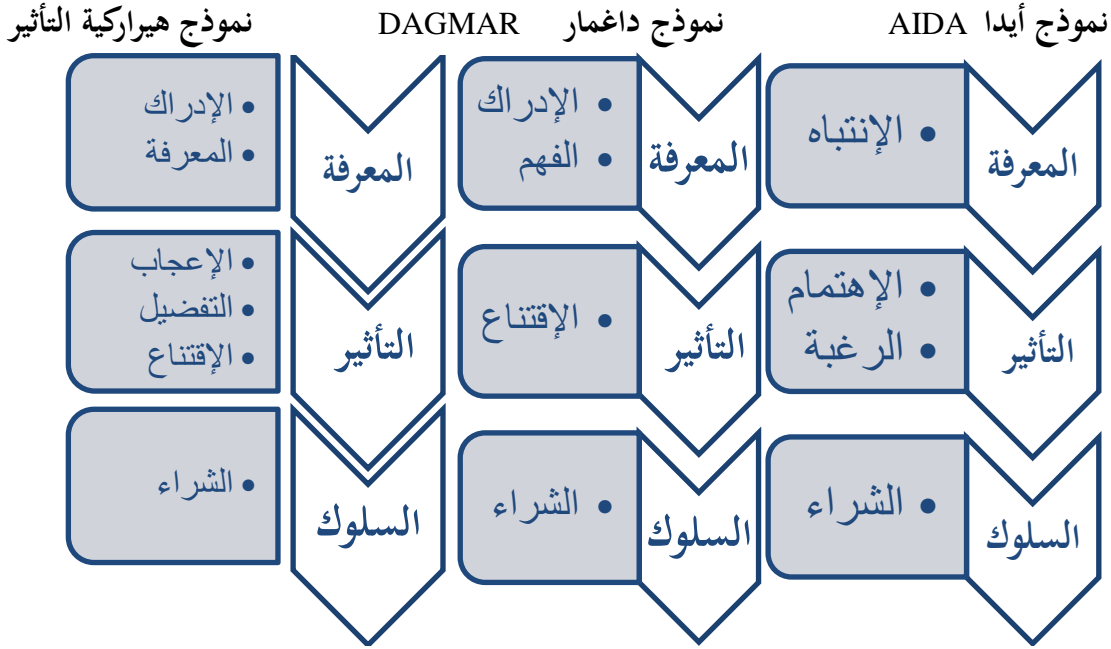 نموذج أيدا AIDA
نموذج داغمار DAGMAR
نموذج هيراركية التأثير
المعرفة
• الإنتباه
المعرفة
• الإدراك
• الفهم
المعرفة
• الإدراك
• المعرفة
التأثير
• الإهتمام
• الرغبة
التأثير
• الإقتناع
التأثير
• الإعجاب
• التفضيل
• الإقتناع
السلوك
• الشراء
السلوك
• الشراء
السلوك
• الشراء